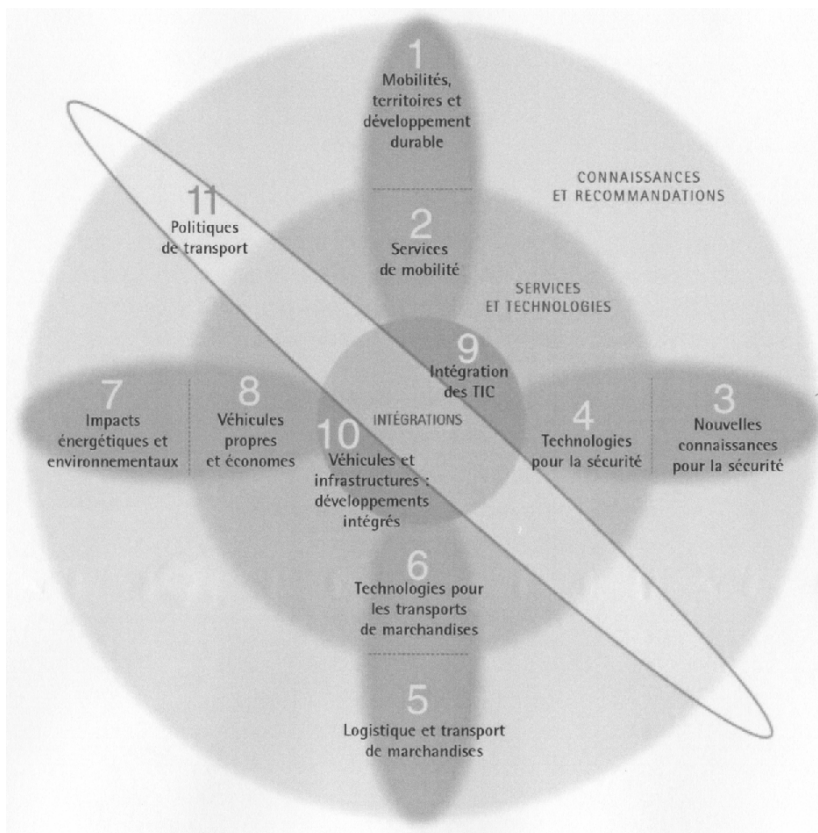 1
Mobilités,
territoires et
développement
durable
CONNAISSANCES
ET RECOMMANDATIONS
11
Politiques
de transport
2
Services
de mobilité
SERVICES
ET TECHNOLOGIES
9
Intégration
des TIC
7
Impacts
énergétiques et
environnementaux
8
Véhicules
propres
et économes
INTÉGRATIONS
10
Véhicules et
infrastructures :
développements
intégrés
4
Technologies
pour la sécurité
3
Nouvelles
connaissances
pour la sécurité
6
Technologies pour
les transports
de marchandises
5
Logistique et transport
de marchandises